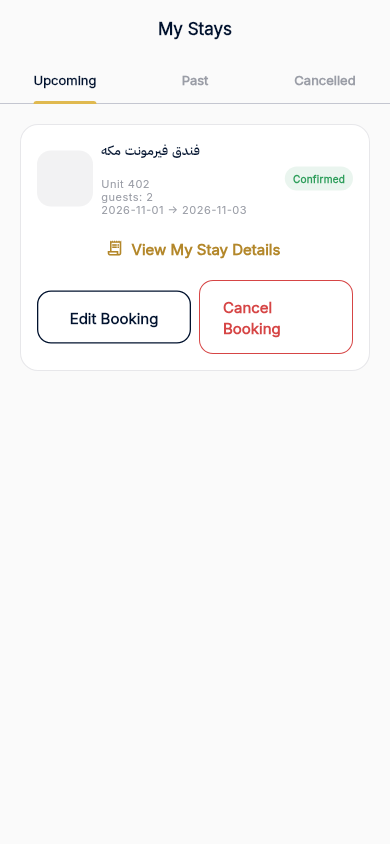 My Stays
Upcoming
Past
Cancelled
فندق فيرمونت مكه
Unit 402
guests: 2
2026-11-01 → 2026-11-03
Confirmed
View My Stay Details
Edit Booking
Cancel
Booking